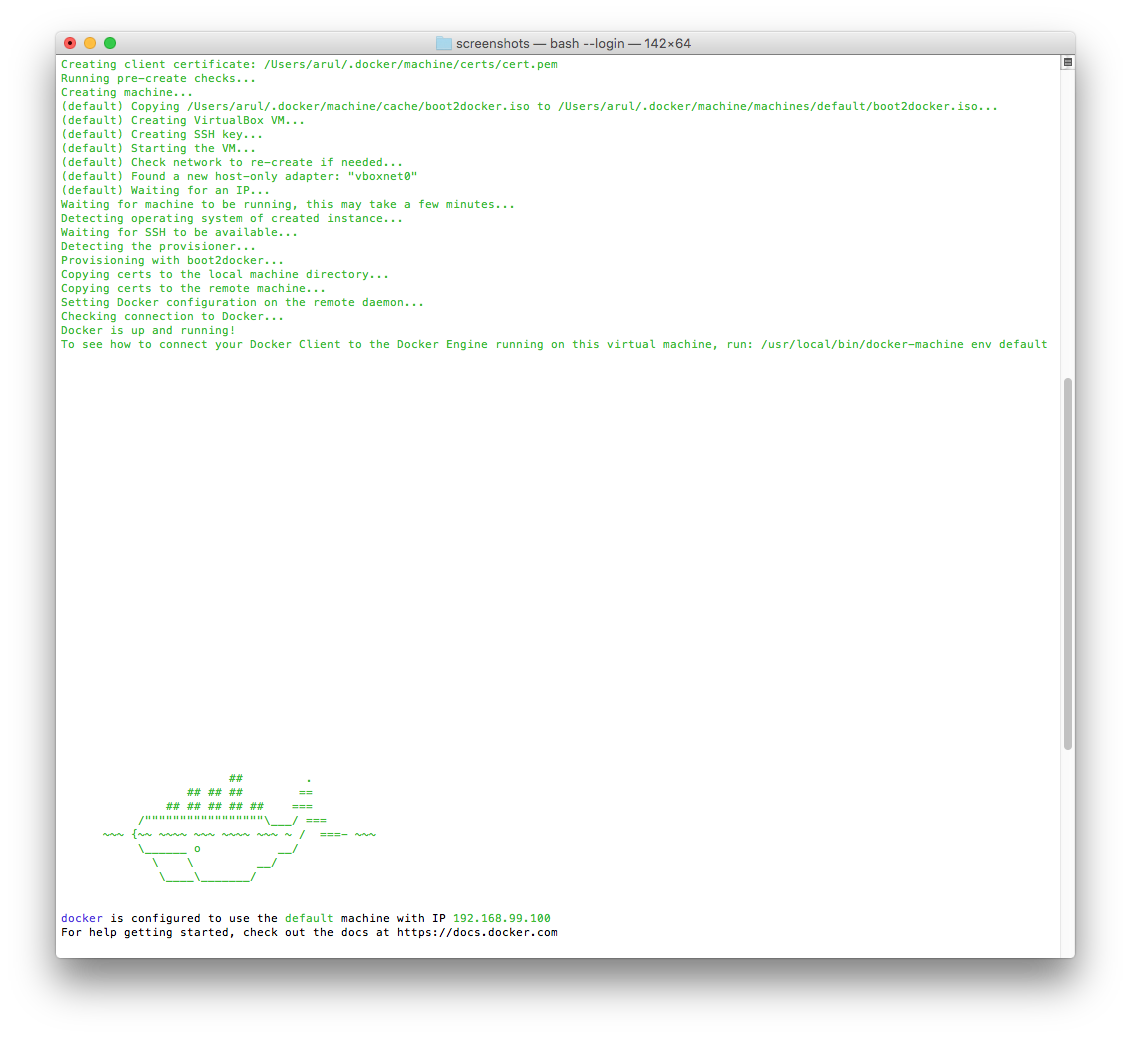 screenshots — bash --login — 142×64
Creating client certificate: /Users/arul/.docker/machine/certs/cert.pem
Running pre-create checks...
Creating machine...
(default) Copying /Users/arul/.docker/machine/cache/boot2docker.iso to /Users/arul/.docker/machine/machines/default/boot2docker.iso...
(default) Creating VirtualBox VM...
(default) Creating SSH key...
(default) Starting the VM...
(default) Check network to re-create if needed...
(default) Found a new host-only adapter: "vboxnet0"
(default) Waiting for an IP...
Waiting for machine to be running, this may take a few minutes...
Detecting operating system of created instance...
Waiting for SSH to be available...
Detecting the provisioner...
Provisioning with boot2docker...
Copying certs to the local machine directory...
Copying certs to the remote machine...
Setting Docker configuration on the remote daemon...
Checking connection to Docker...
Docker is up and running!
To see how to connect your Docker Client to the Docker Engine running on this virtual machine, run: /usr/local/bin/docker-machine env default
                        ##         .
                  ## ## ##        ==
               ## ## ## ## ##    ===
           /"""""""""""""""""\___/ ===
      ~~~ {~~ ~~~~ ~~~ ~~~~ ~~~ ~ /  ===- ~~~
           \______ o           __/
             \    \         __/
              \____\_______/
docker is configured to use the default machine with IP 192.168.99.100
For help getting started, check out the docs at https://docs.docker.com